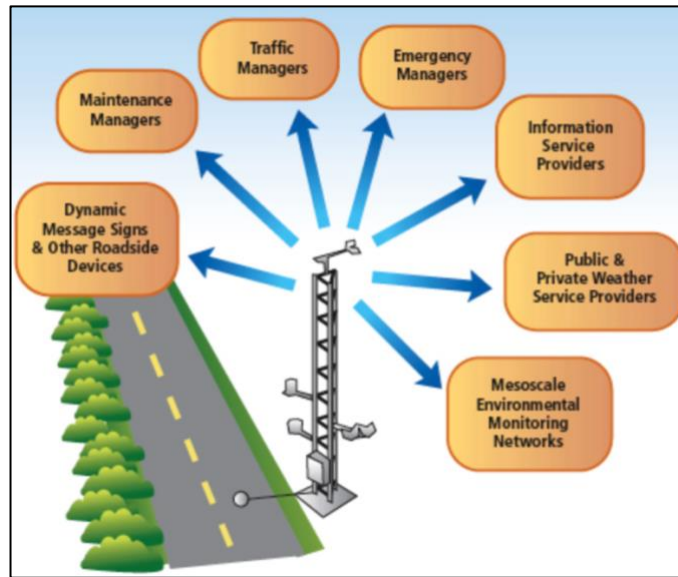 Traffic
Managers
Emergency
Managers
Maintenance
Managers
Information
Service
Providers
Dynamic
Message Signs
& Other Roadside
Devices
Public &
Private Weather
Service Providers
Mesoscale
Environmental
Monitoring
Networks